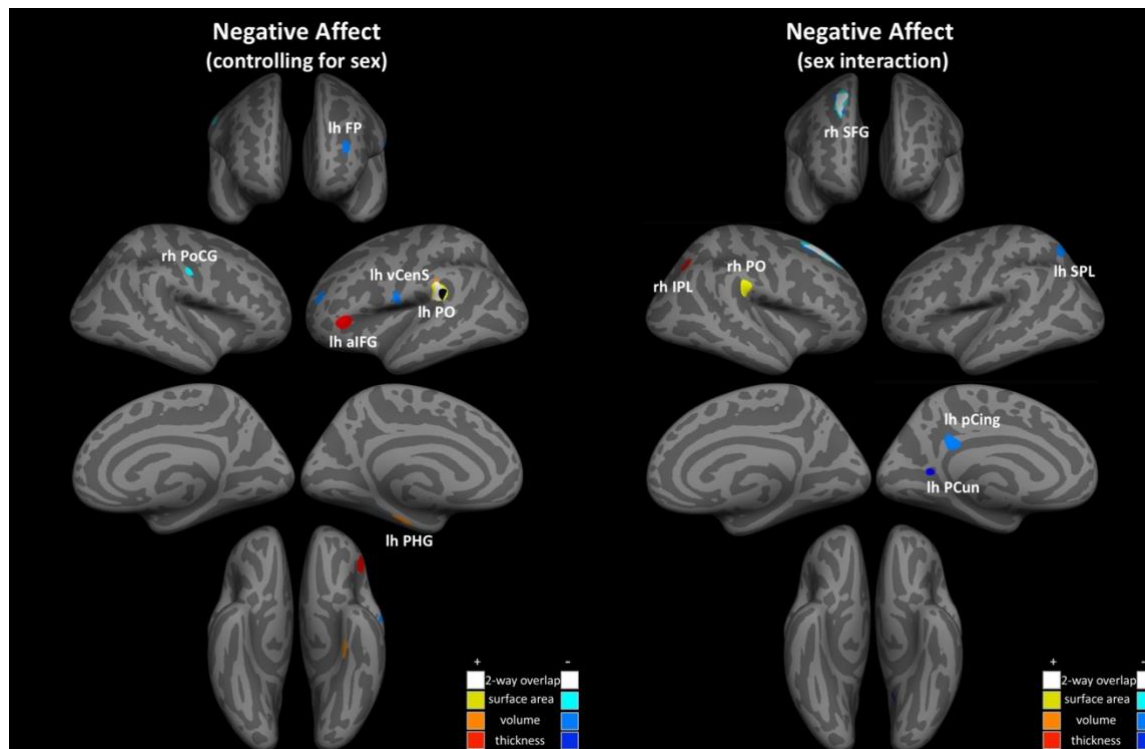 Negative Affect
(controlling for sex)
lh FP
rh PoCG
lh vCenS
lh PO
lh aIFG
lh PHG
+ -
2-way overlap
surface area
volume
thickness
Negative Affect
(sex interaction)
rh SFG
rh IPL
rh PO
lh SPL
lh pCing
lh PCun
+ -
2-way overlap
surface area
volume
thickness